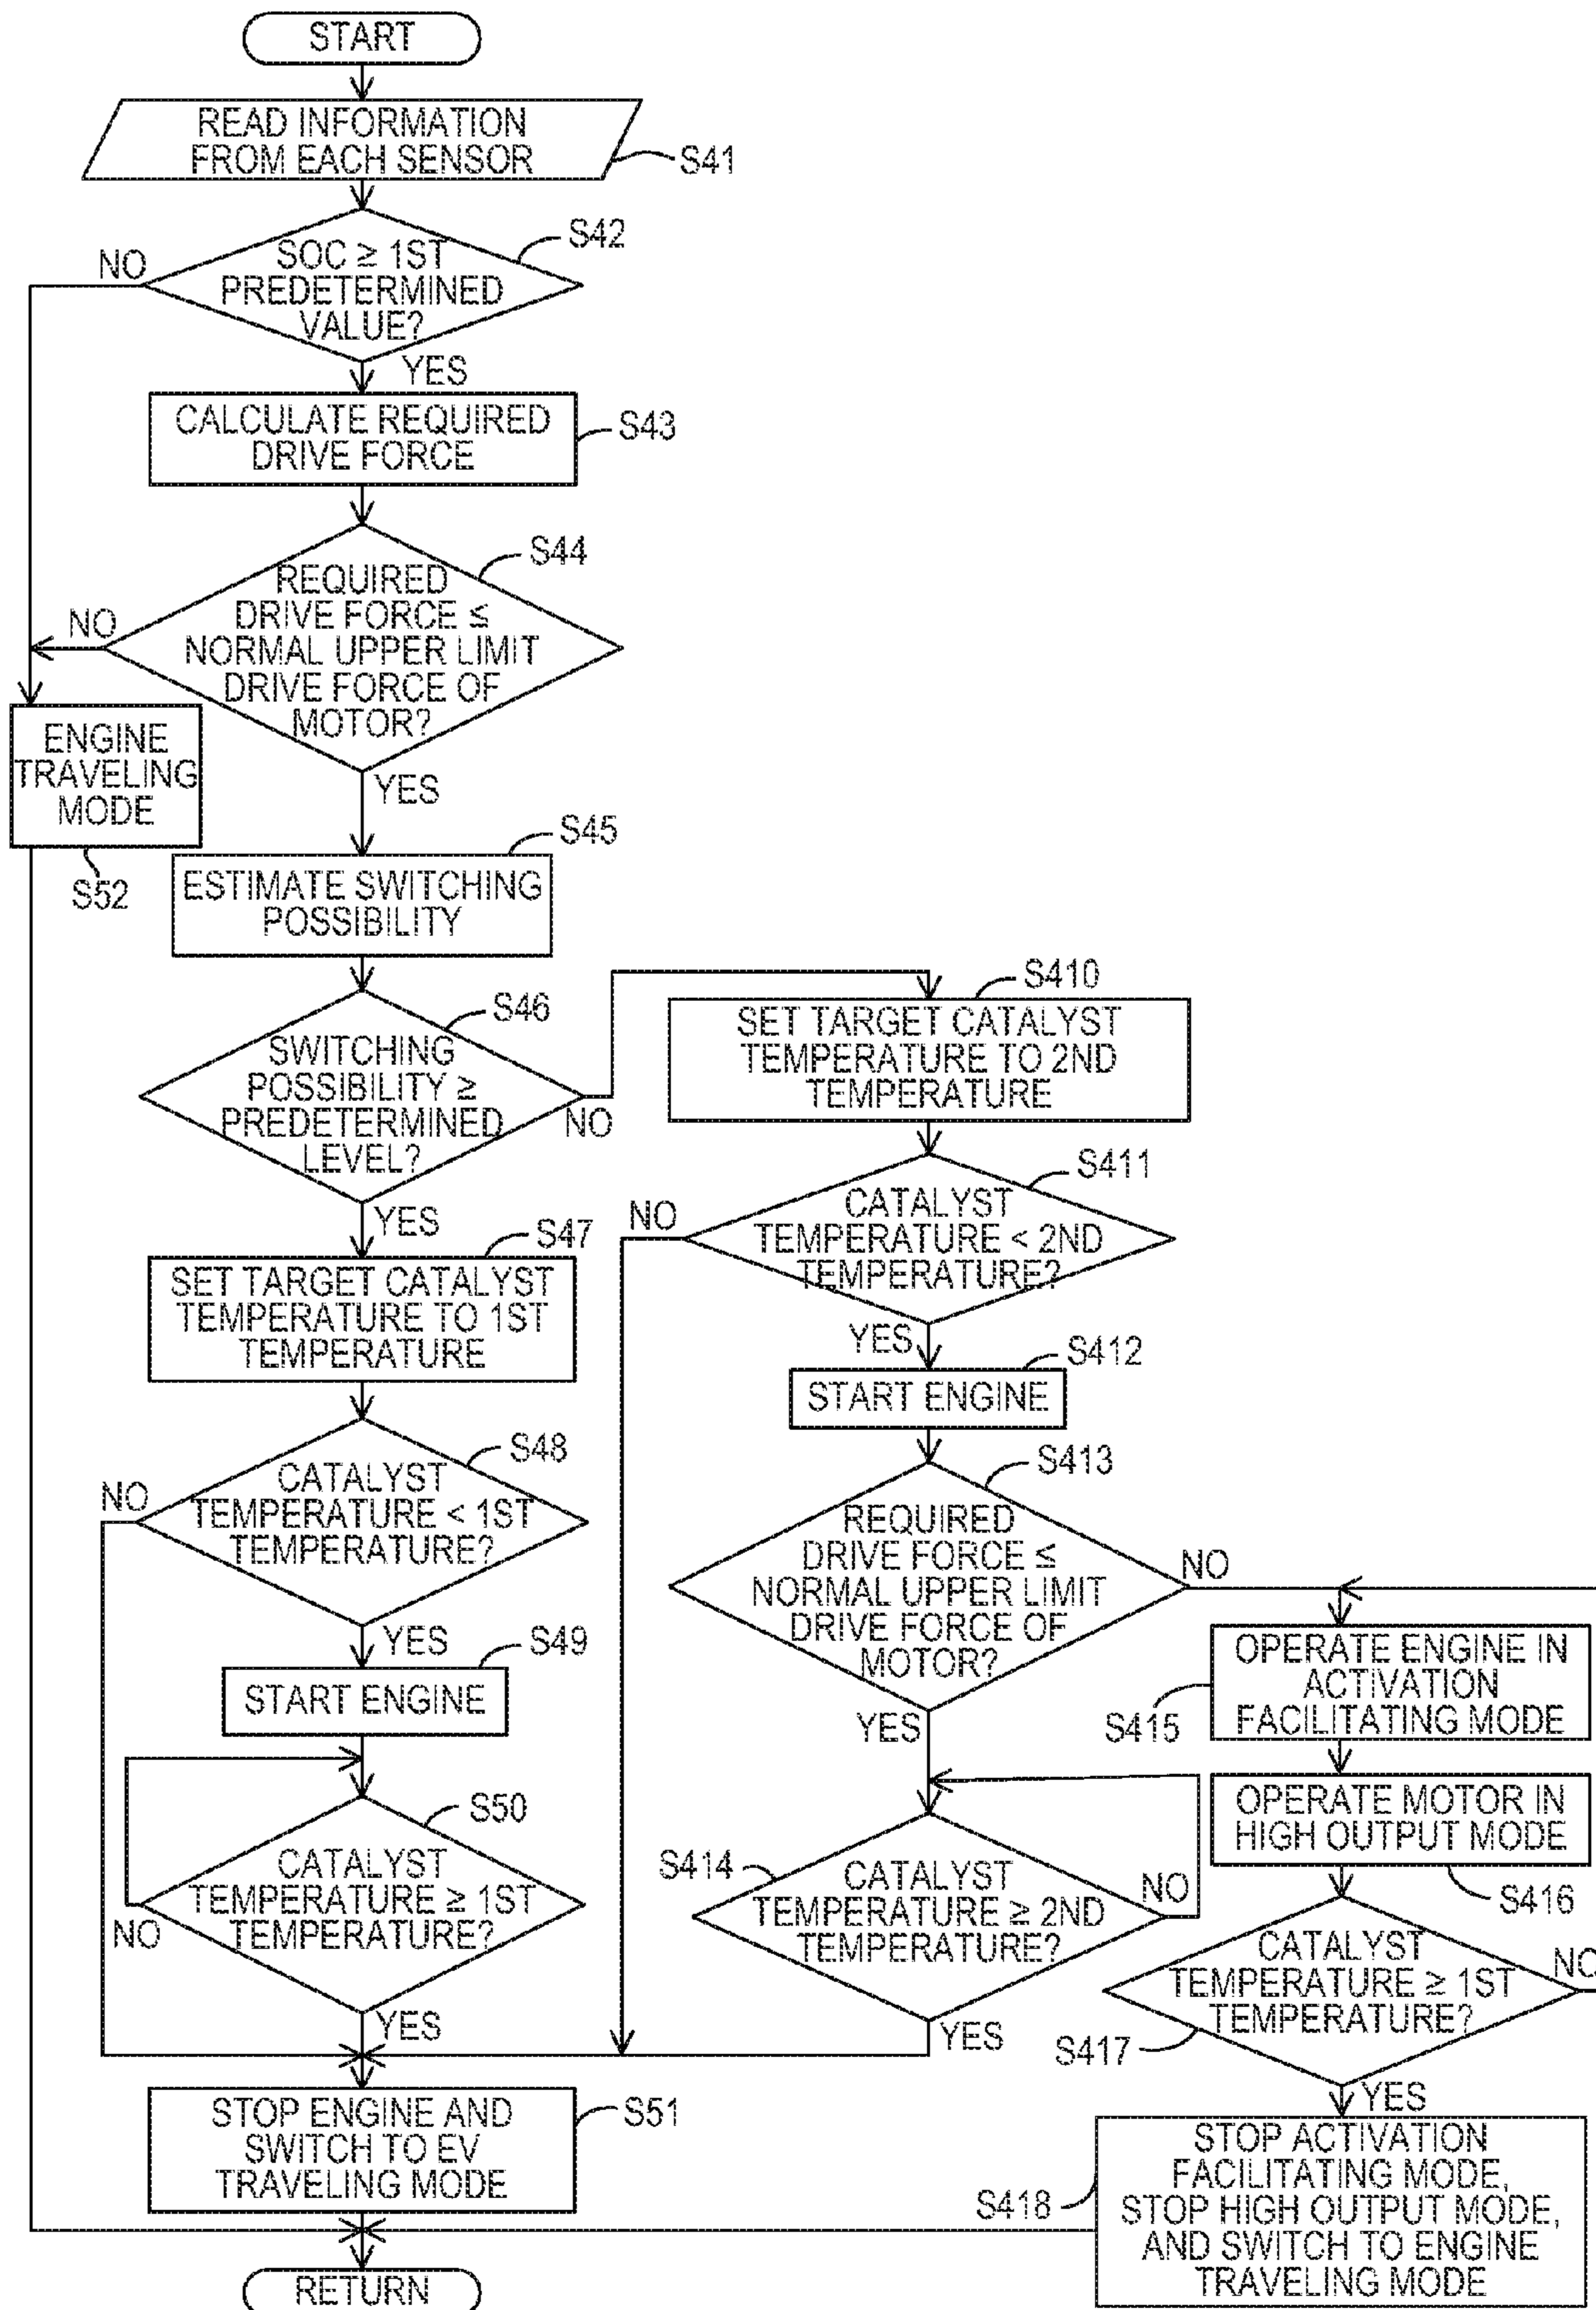 START
READ INFORMATION
FROM EACH SENSOR
S41
S42
NO
SOC ≥ 1ST
PREDETERMINED
VALUE?
YES
CALCULATE REQUIRED
DRIVE FORCE
S43
S44
REQUIRED
DRIVE FORCE ≤
NORMAL UPPER LIMIT
DRIVE FORCE OF
MOTOR?
NO
YES
ENGINE
TRAVELING
MODE
S52
S45
ESTIMATE SWITCHING
POSSIBILITY
S46
SWITCHING
POSSIBILITY ≥
PREDETERMINED
LEVEL?
NO
YES
S47
SET TARGET CATALYST
TEMPERATURE TO 1ST
TEMPERATURE
S48
NO
CATALYST
TEMPERATURE < 1ST
TEMPERATURE?
YES
S49
START ENGINE
S50
CATALYST
TEMPERATURE ≥ 1ST
TEMPERATURE?
NO
YES
STOP ENGINE AND
SWITCH TO EV
TRAVELING MODE
S51
RETURN
S410
SET TARGET CATALYST
TEMPERATURE TO 2ND
TEMPERATURE
S411
NO
CATALYST
TEMPERATURE < 2ND
TEMPERATURE?
YES
S412
START ENGINE
S413
REQUIRED
DRIVE FORCE ≤
NORMAL UPPER LIMIT
DRIVE FORCE OF
MOTOR?
NO
YES
S414
CATALYST
TEMPERATURE ≥ 2ND
TEMPERATURE?
NO
YES
OPERATE ENGINE IN
ACTIVATION
FACILITATING MODE
S415
OPERATE MOTOR IN
HIGH OUTPUT MODE
S416
CATALYST
TEMPERATURE ≥ 1ST
TEMPERATURE?
NO
S417
YES
STOP ACTIVATION
FACILITATING MODE,
STOP HIGH OUTPUT MODE,
AND SWITCH TO ENGINE
TRAVELING MODE
S418